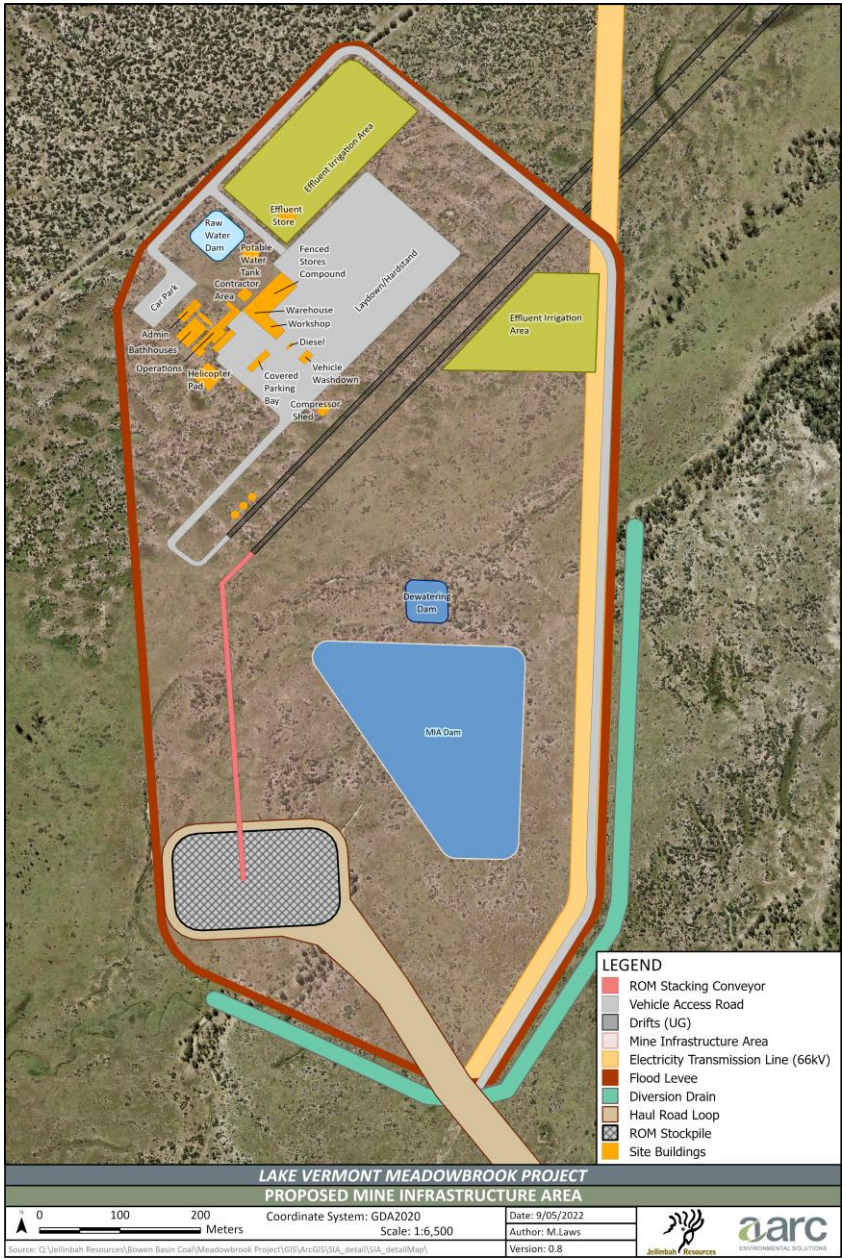 Effluent Irrigation Area
Effluent
Store
Raw
Water
Dam
Potable
Water
Tank
Fenced
Stores
Compound
Contractor
Area
Laydown/Hardstand
Car Park
Warehouse
Workshop
Effluent Irrigation
Area
Admin
Bathhouses
Diesel
Operations
Helicopter
Pad
Vehicle
Washdown
Covered
Parking
Bay
Compressor
Shed
Dewatering
Dam
MIA Dam
LEGEND
ROM Stacking Conveyor
Vehicle Access Road
Drifts (UG)
Mine Infrastructure Area
Electricity Transmission Line (66kV)
Flood Levee
Diversion Drain
Haul Road Loop
ROM Stockpile
Site Buildings
LAKE VERMONT MEADOWBROOK PROJECT
PROPOSED MINE INFRASTRUCTURE AREA
N
0 100 200
Meters
Coordinate System: GDA2020
Scale: 1:6,500
Date: 9/05/2022
Author: M.Laws
Version: 0.8
Source: Q:\Jellinbah Resources\Bowen Basin Coal\Meadowbrook Project\GIS\ArcGIS\SIA_detail\SIA_detailMap\
Jellinbah Resources
aarc
ENVIRONMENTAL SOLUTIONS